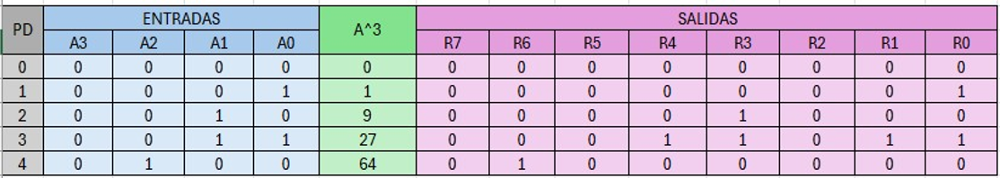 PD ENTRADAS A^3 SALIDAS
A3 A2 A1 A0 R7 R6 R5 R4 R3 R2 R1 R0
0 0 0 0 0 0 0 0 0 0 0 0 0 0
1 0 0 0 1 1 0 0 0 0 0 0 0 1
2 0 0 1 0 9 0 0 0 0 1 0 0 0
3 0 0 1 1 27 0 0 0 1 1 0 1 1
4 0 1 0 0 64 0 1 0 0 0 0 0 0